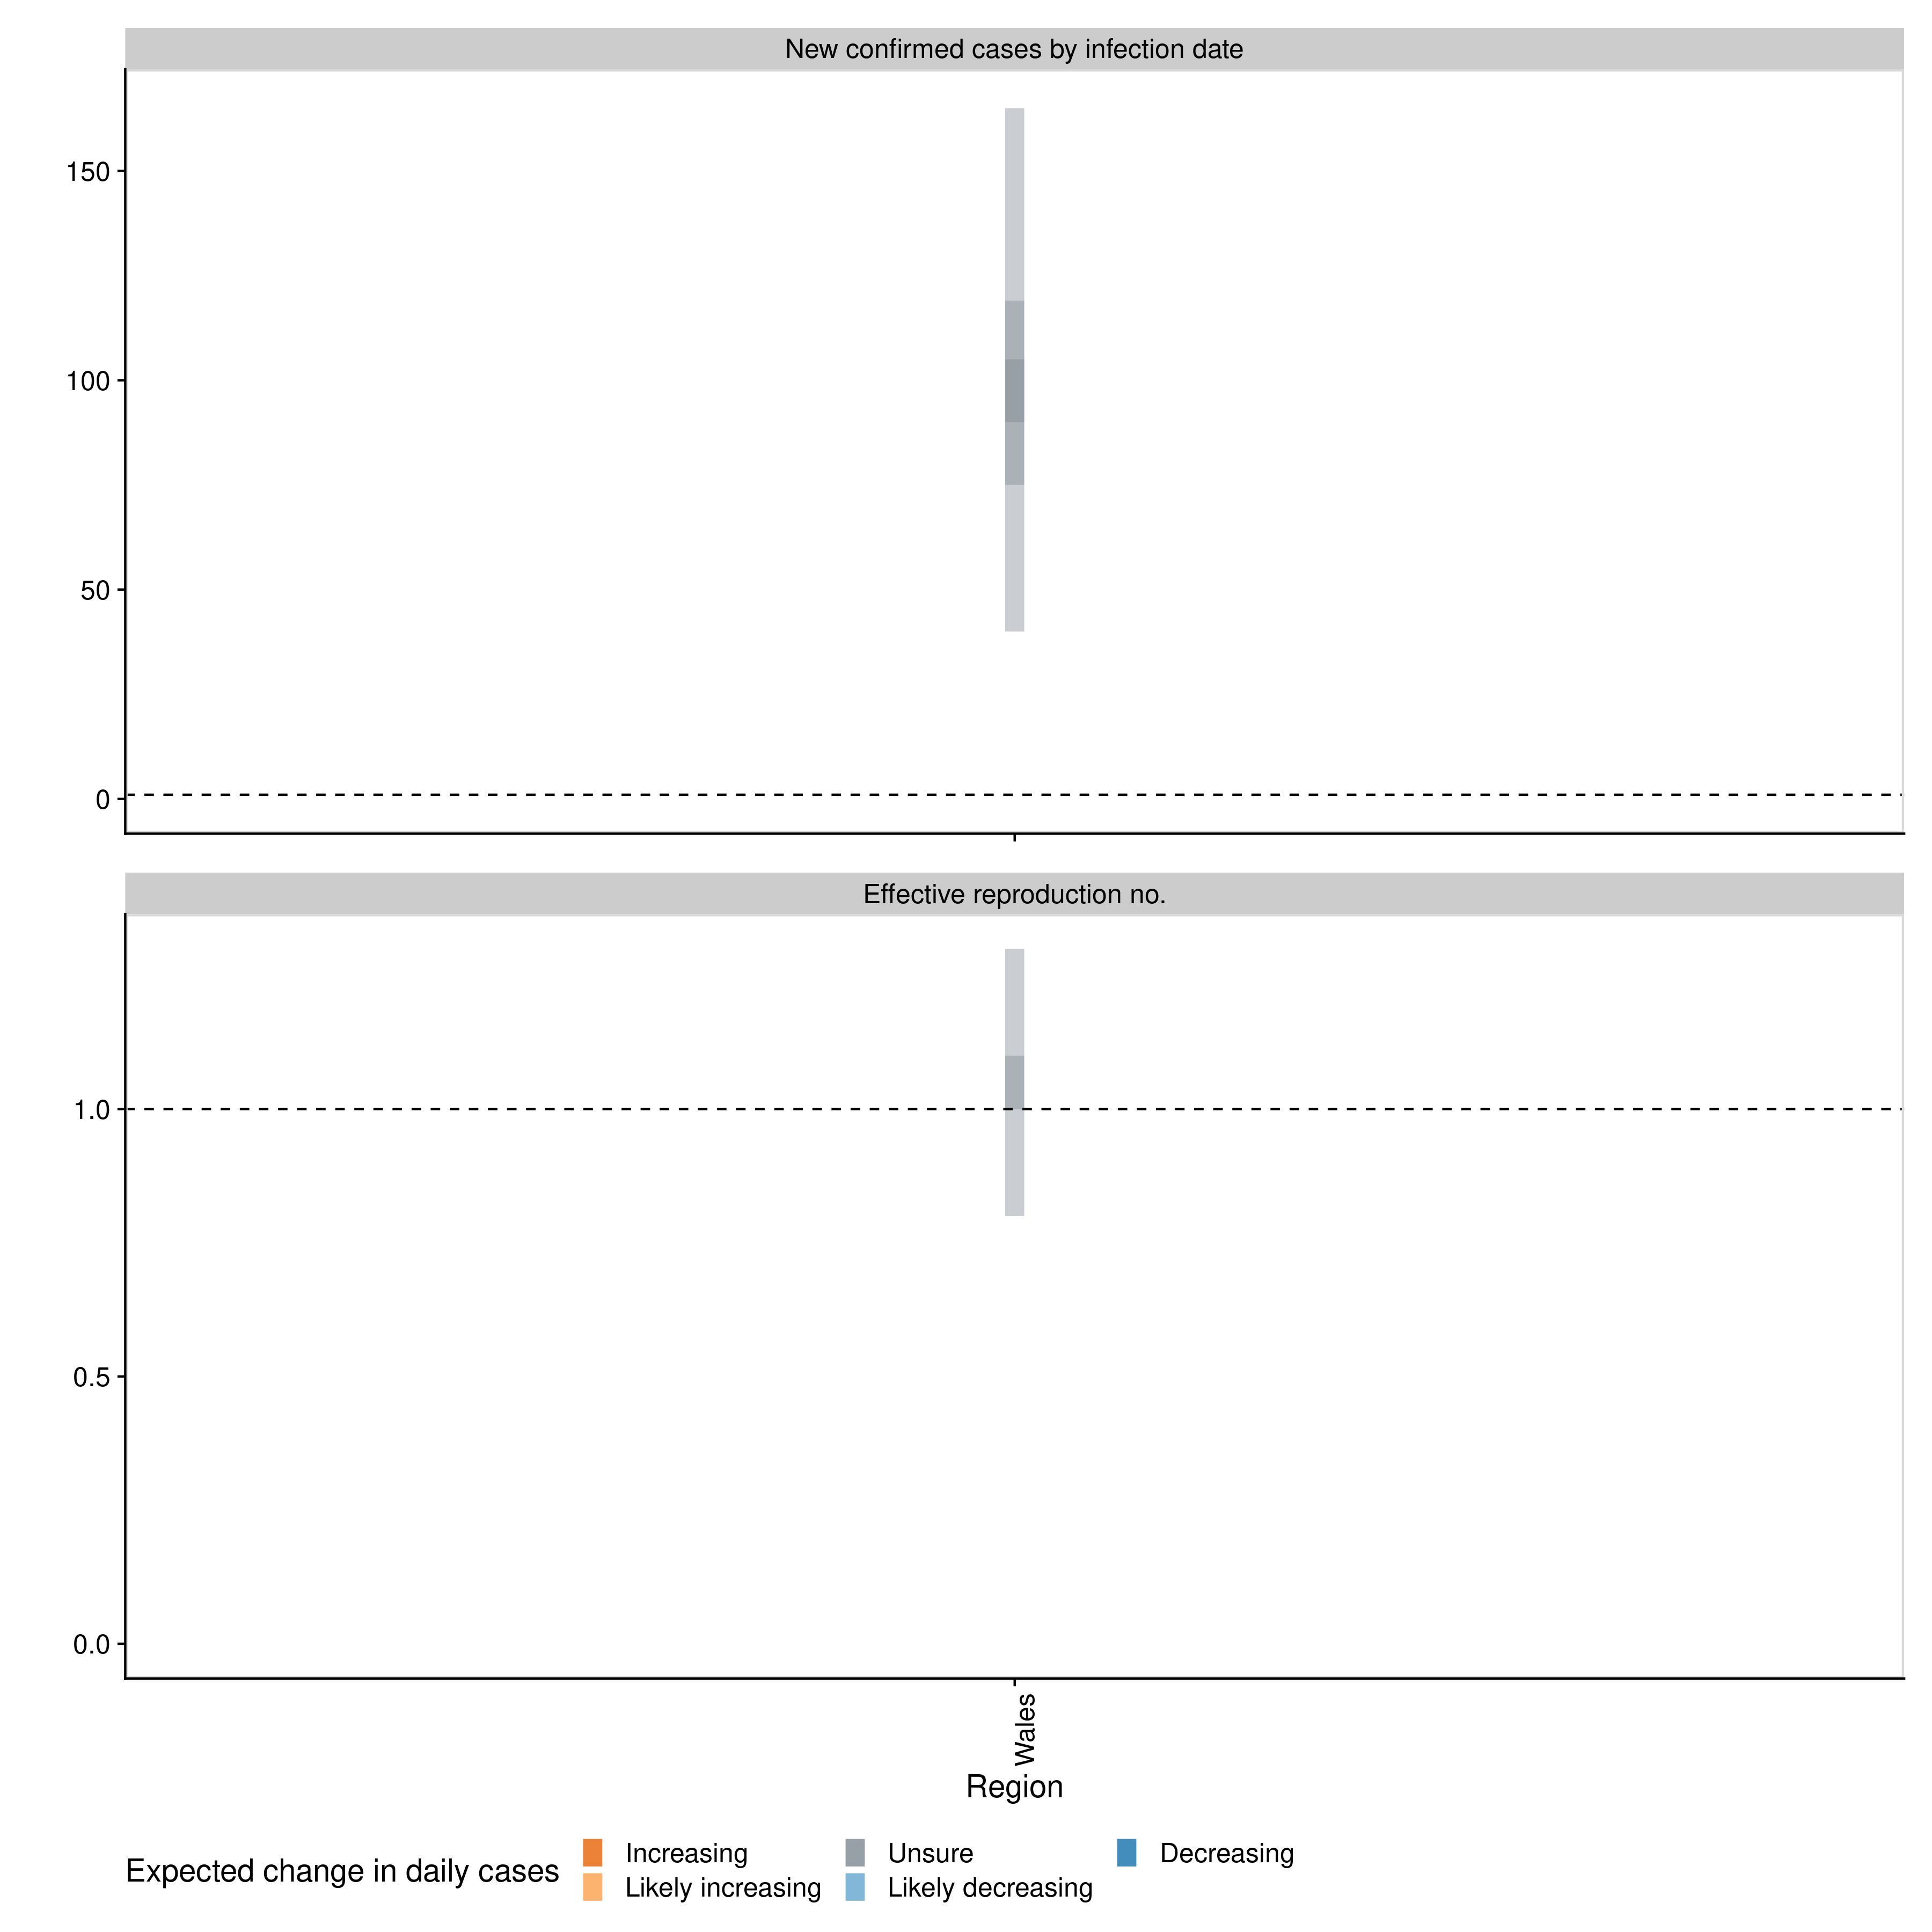 New confirmed cases by infection date
150
100
50
0
Effective reproduction no.
1.0
0.5
0.0
Wales
Region
Expected change in daily cases
Increasing
Unsure
Decreasing
Likely increasing
Likely decreasing